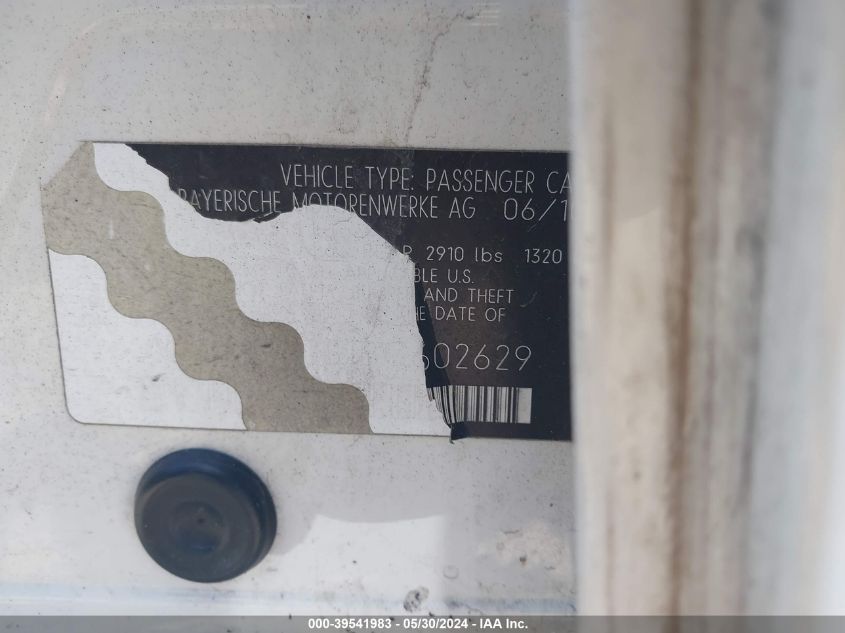 VEHICLE TYPE: PASSENGER CA
BAYERISCHE MOTORENWERKE AG 06/1
R 2910 lbs 1320
BLE U.S.
AND THEFT
HE DATE OF
602629
000-39541983 - 05/30/2024 - IAA Inc.